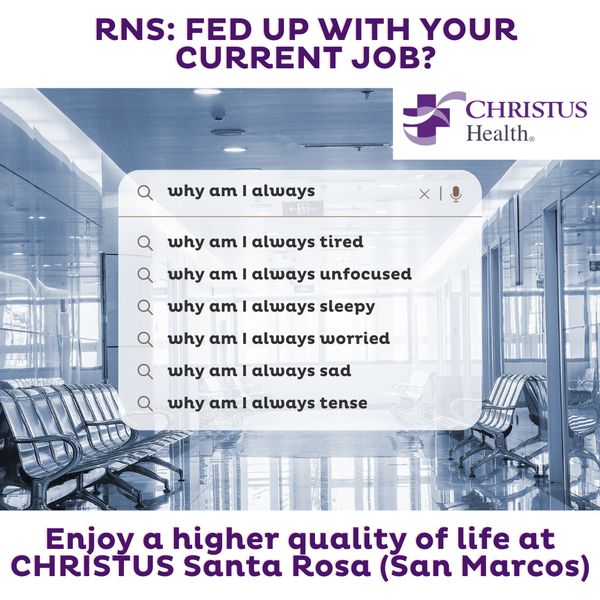 RNS: FED UP WITH YOUR
CURRENT JOB?
CHRISTUS
Health®
why am I always
why am I always tired
why am I always unfocused
why am I always sleepy
why am I always worried
why am I always sad
why am I always tense
Enjoy a higher quality of life at
CHRISTUS Santa Rosa (San Marcos)